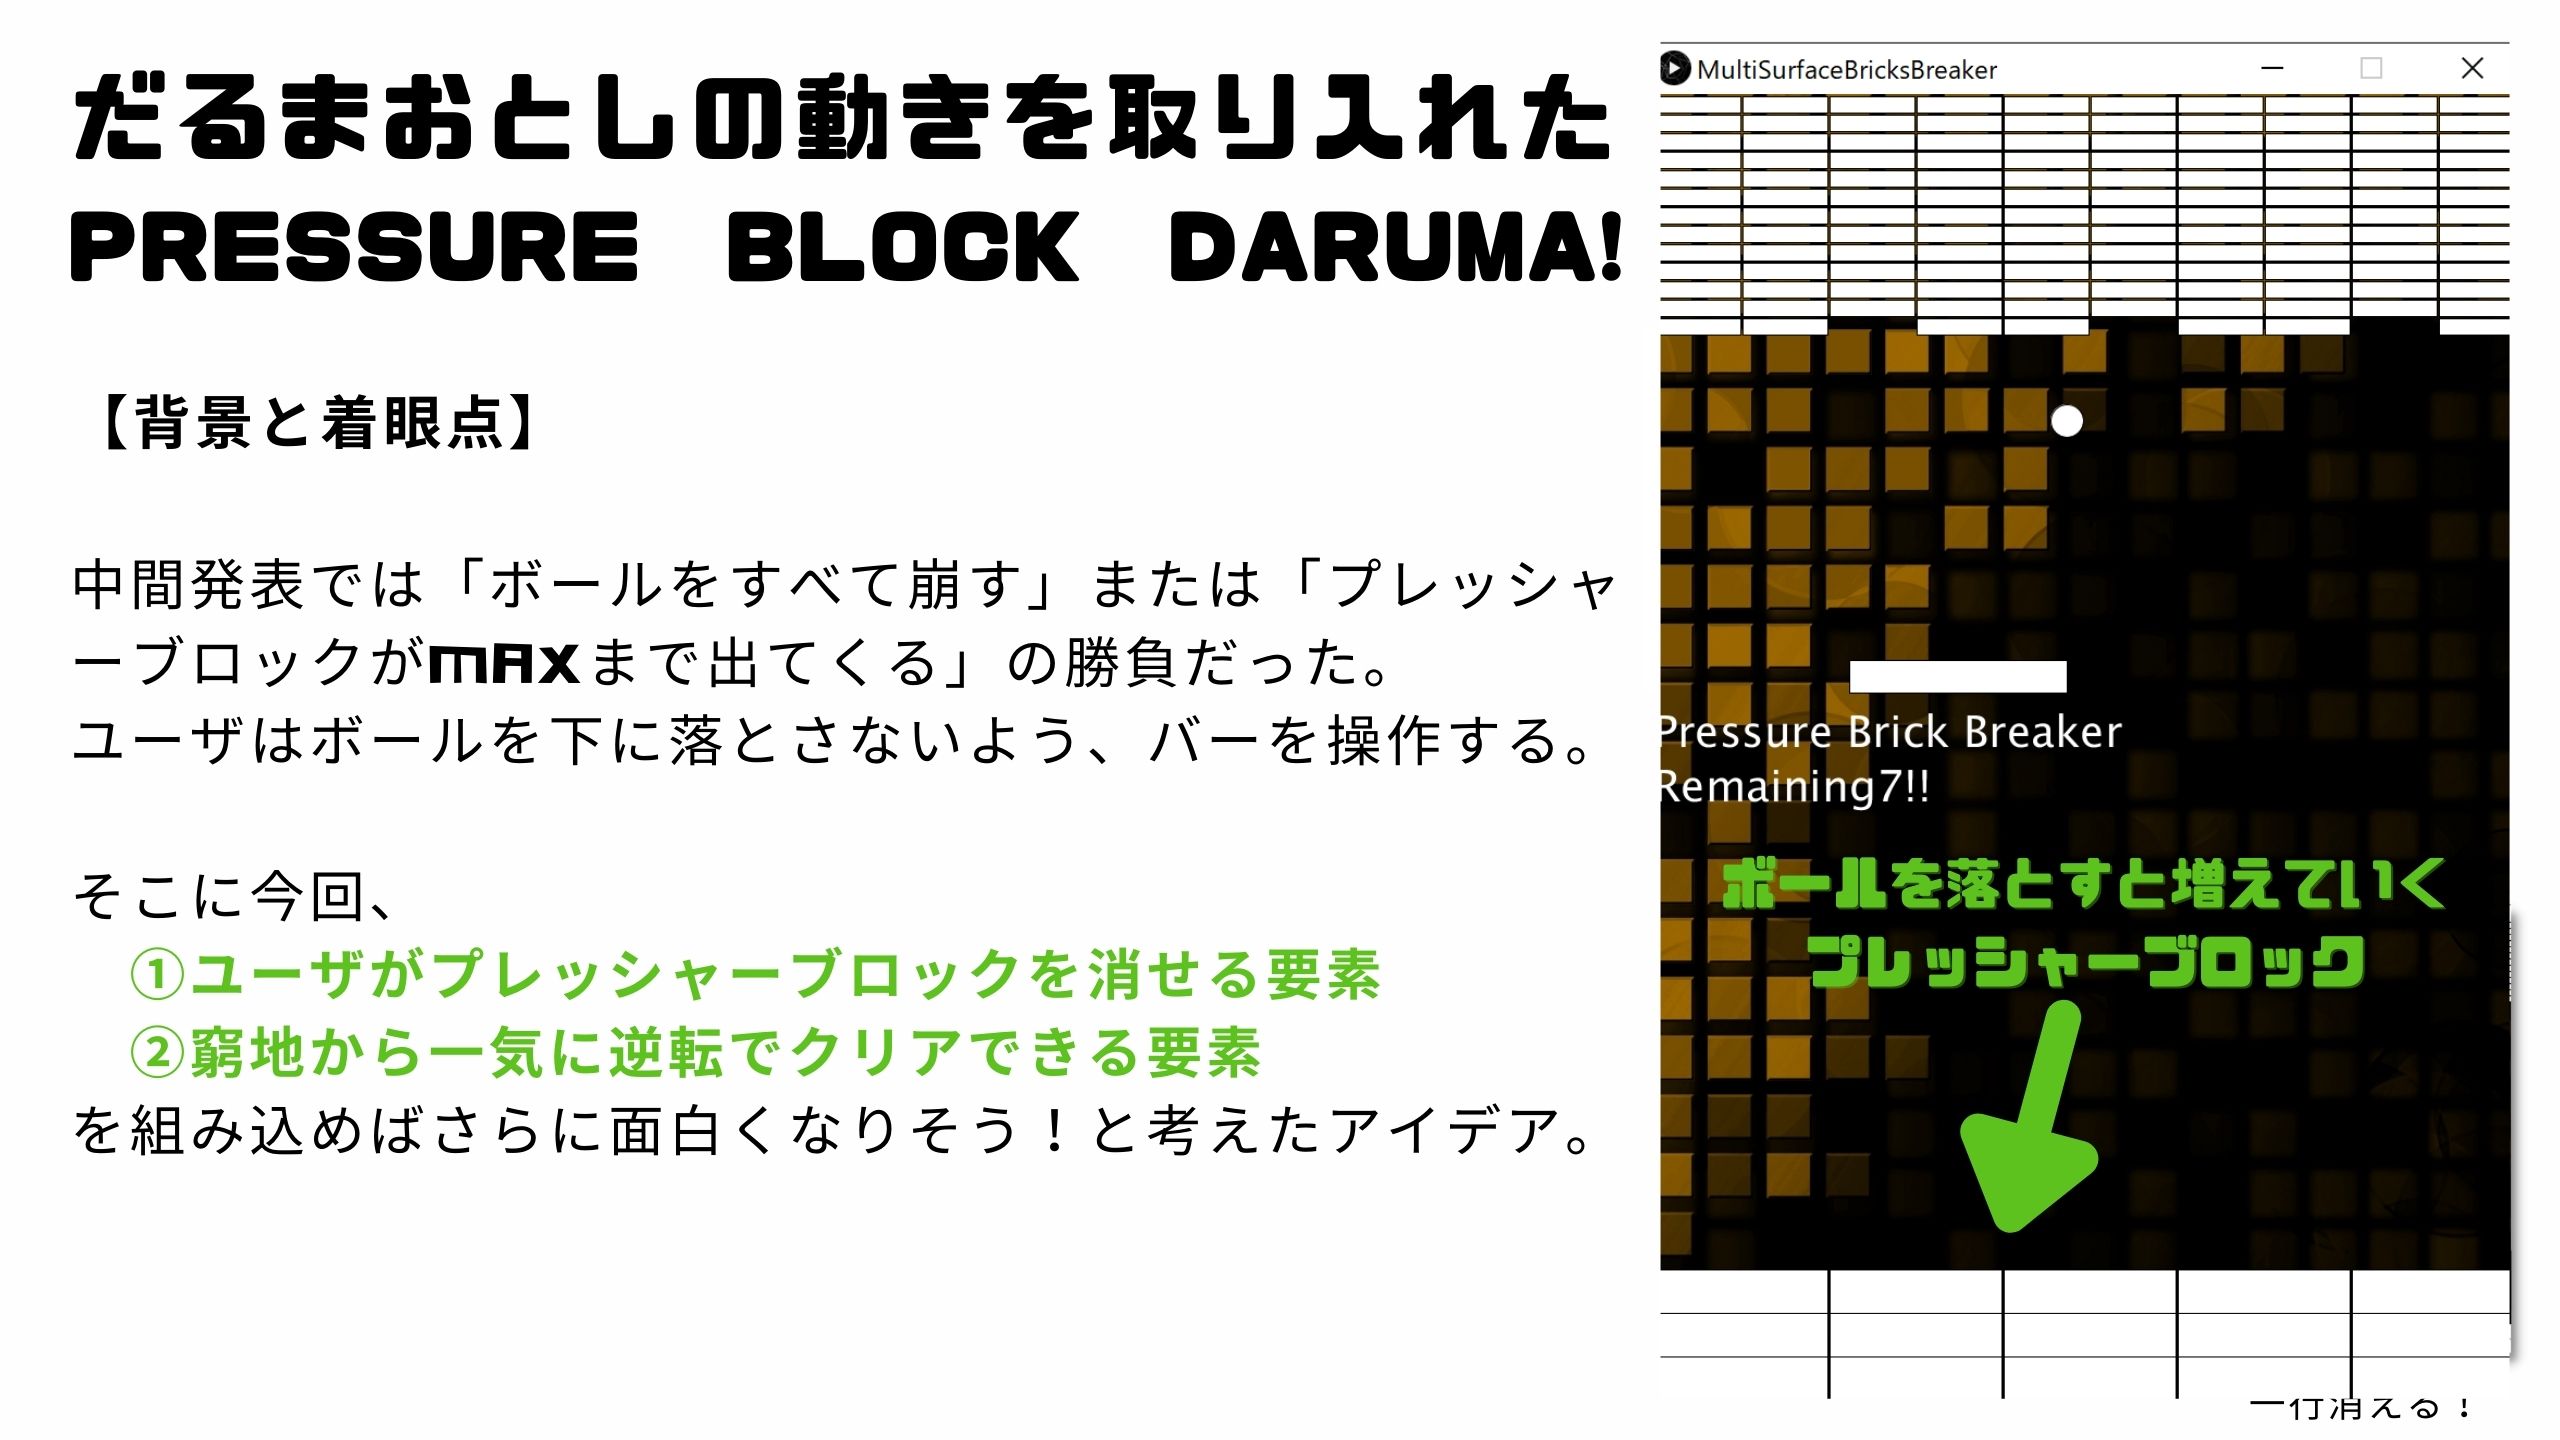 だるまおとしの動きを取り入れた
PRESSURE BLOCK DARUMA!
【背景と着眼点】
中間発表では「ボールをすべて崩す」または「プレッシャ
ーブロックがMAXまで出てくる」の勝負だった。
ユーザはボールを下に落とさないよう、バーを操作する。
そこに今回、
①ユーザがプレッシャーブロックを消せる要素
②窮地から一気に逆転でクリアできる要素
を組み込めばさらに面白くなりそう！と考えたアイデア。
MultiSurfaceBricksBreaker
Pressure Brick Breaker
Remaining7!!
ボールを落とすと増えていく
プレッシャーブロック
一行消える！